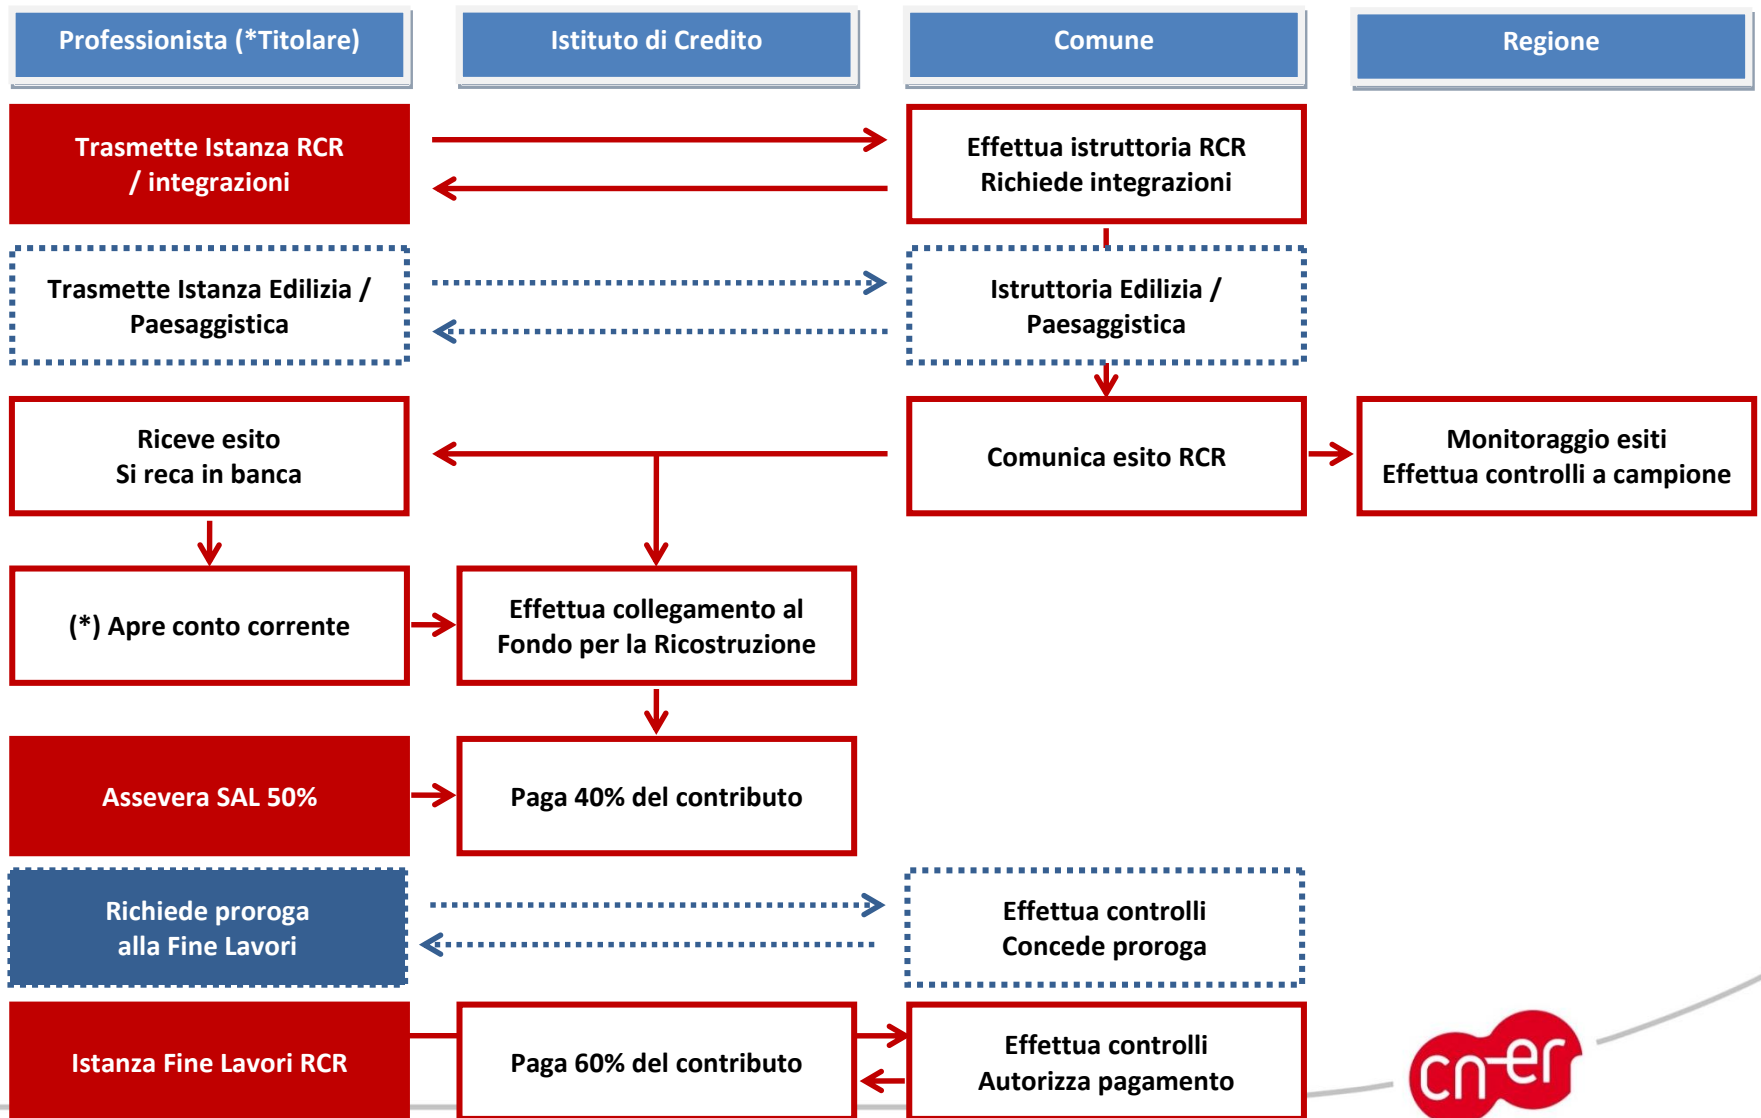 Professionista (*Titolare)
Istituto di Credito
Comune
Regione
Trasmette Istanza RCR
/ integrazioni
Effettua istruttoria RCR
Richiede integrazioni
Trasmette Istanza Edilizia /
Paesaggistica
Istruttoria Edilizia /
Paesaggistica
Riceve esito
Si reca in banca
Comunica esito RCR
Monitoraggio esiti
Effettua controlli a campione
(*) Apre conto corrente
Effettua collegamento al
Fondo per la Ricostruzione
Assevera SAL 50%
Paga 40% del contributo
Richiede proroga
alla Fine Lavori
Effettua controlli
Concede proroga
Istanza Fine Lavori RCR
Paga 60% del contributo
Effettua controlli
Autorizza pagamento
cn-er